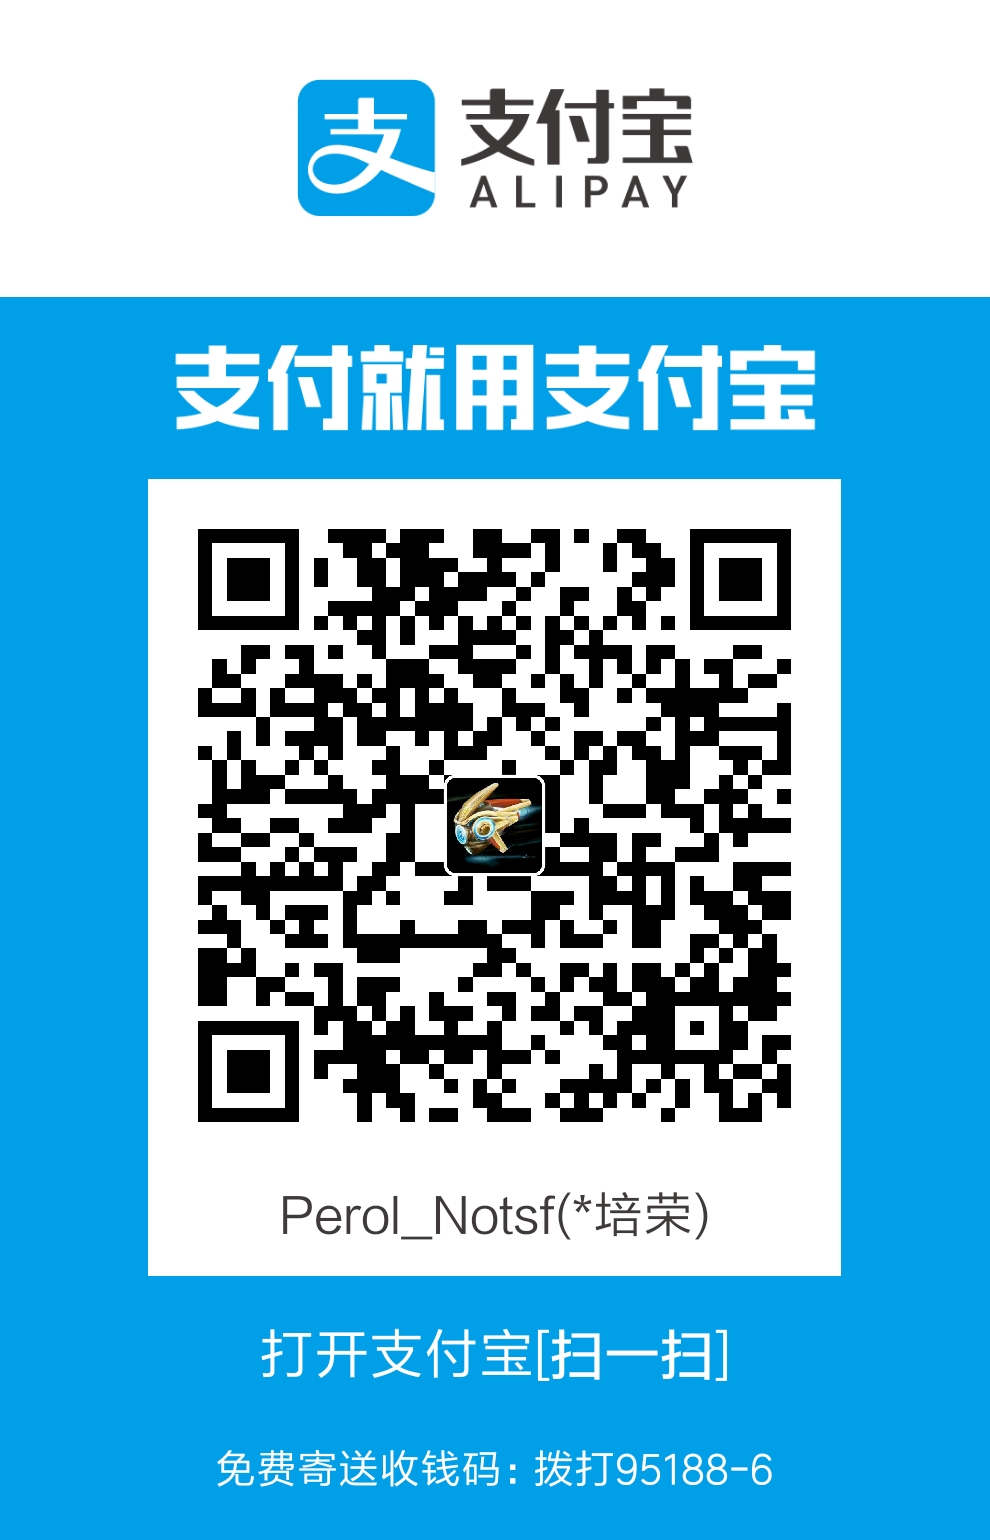 支付宝
ALIPAY
支付就用支付宝
Perol_Notsf(*培荣)
打开支付宝[扫一扫]
免费寄送收钱码：拨打95188-6